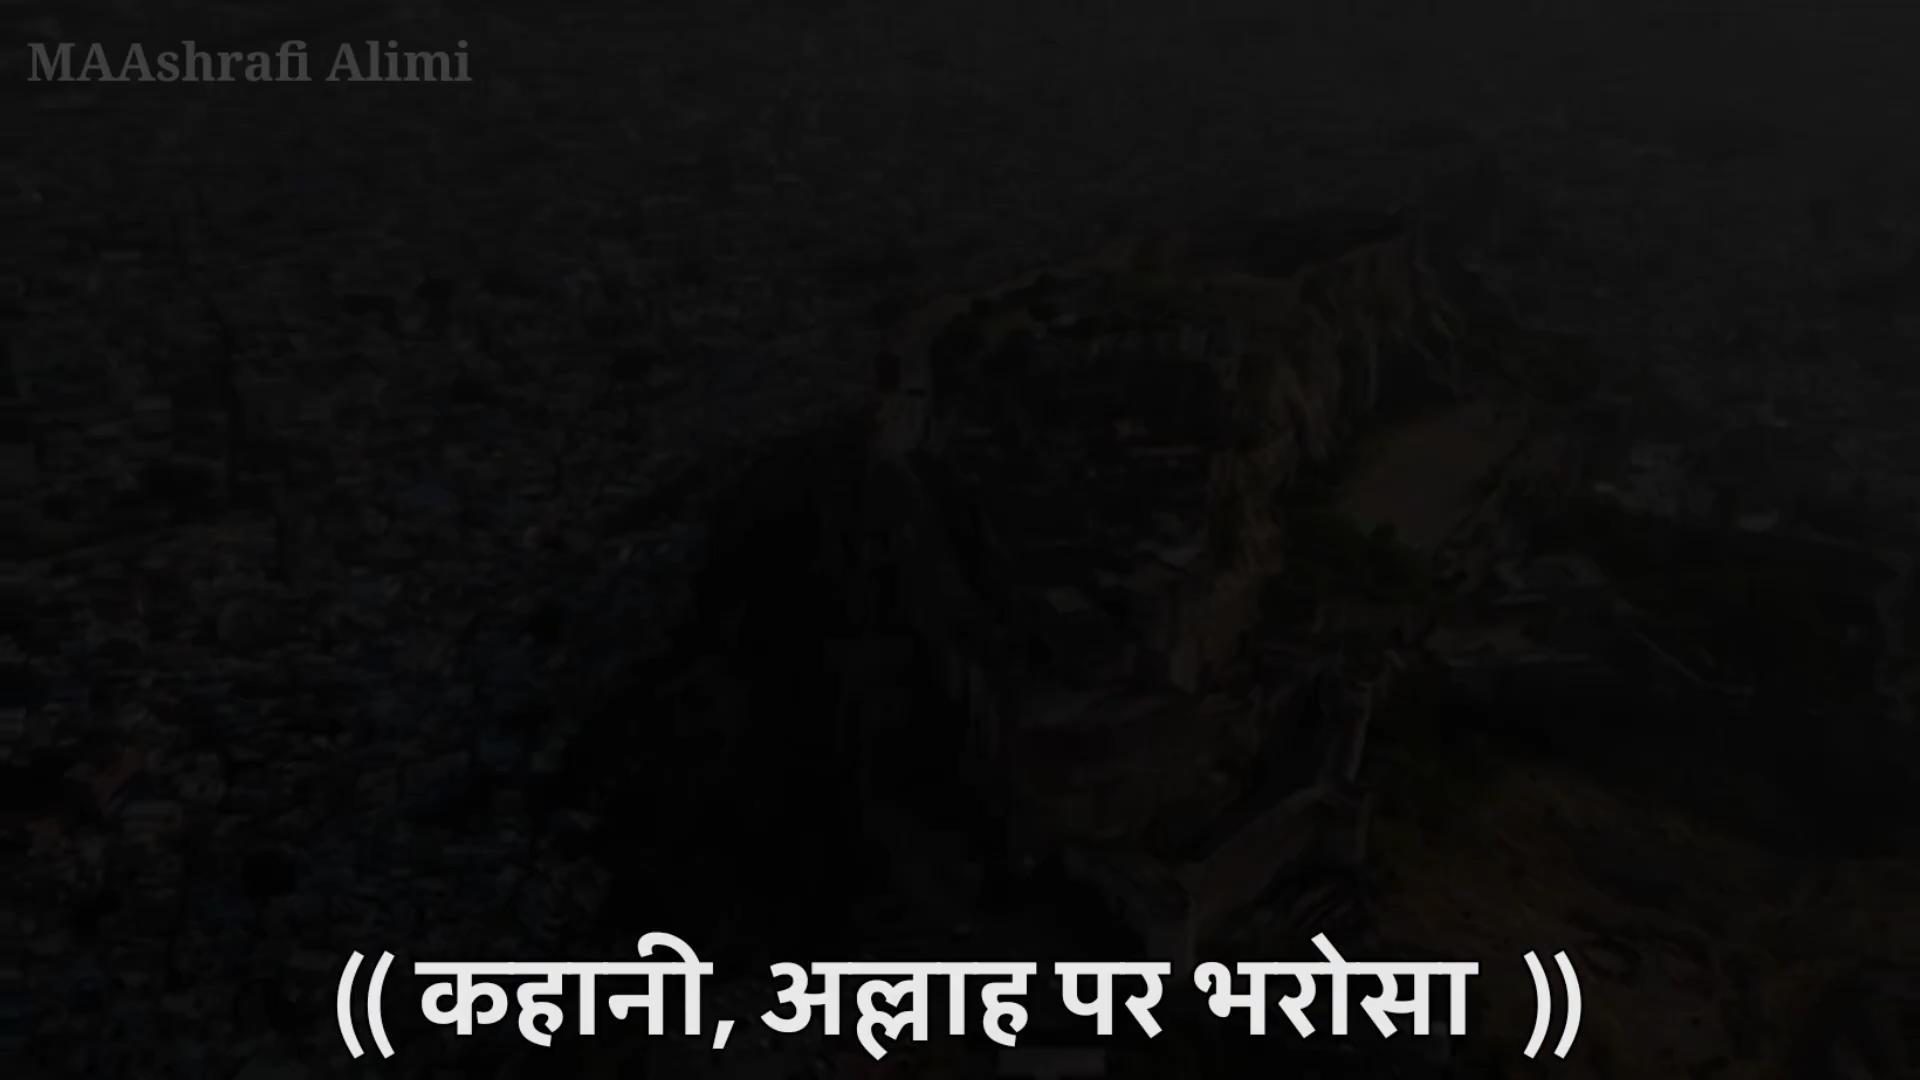 MAAshrafi Alimi
(( कहानी, अल्लाह पर भरोसा ))